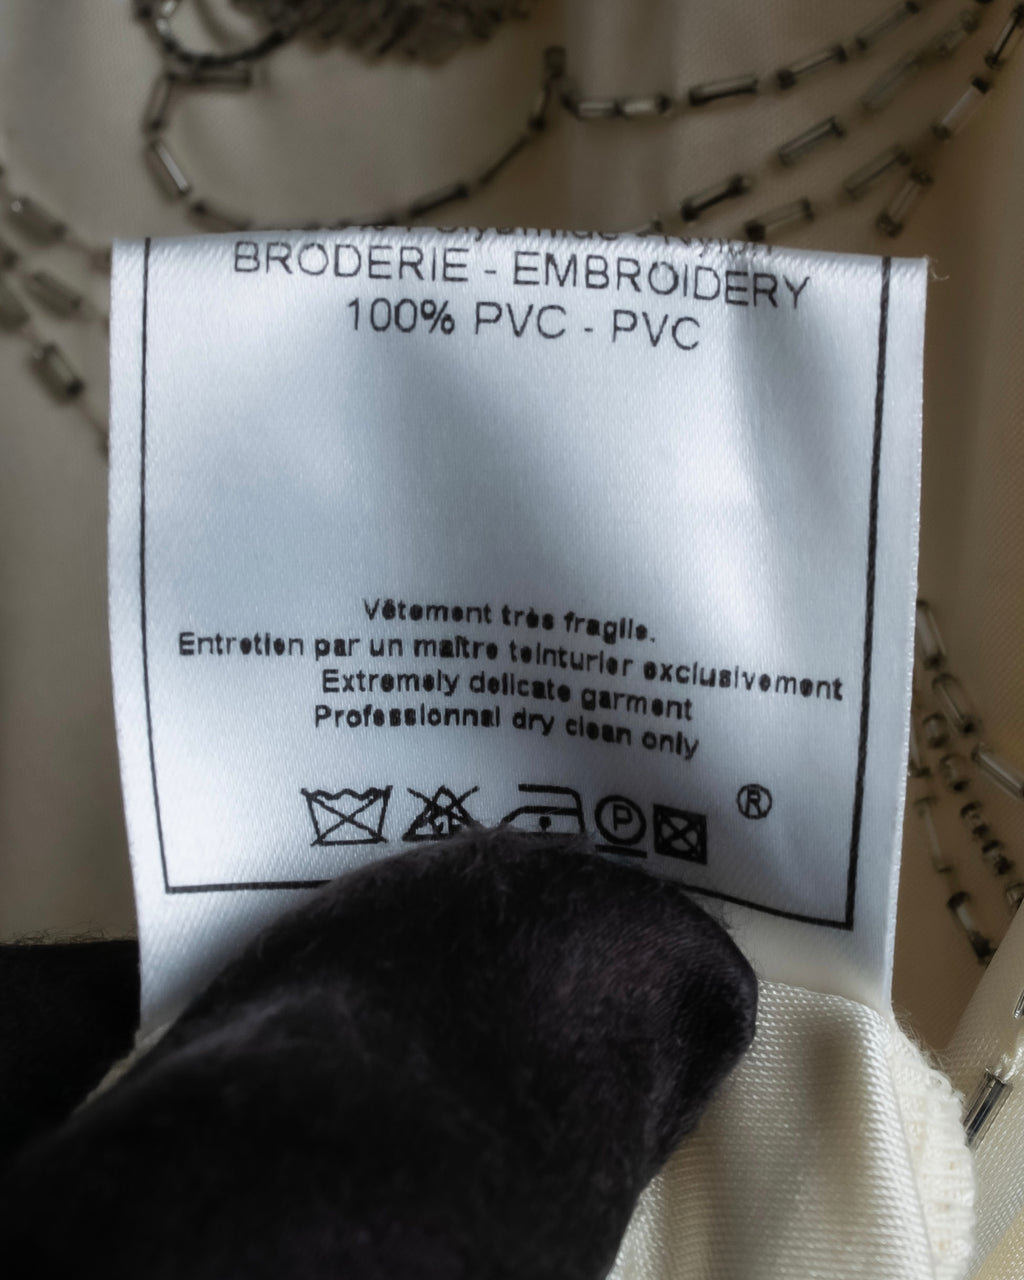 BRODERIE - EMBROIDERY
100% PVC - PVC
Vêtement très fragile.
Entretien par un maître teinturier exclusivement
Extremely delicate garment
Professionnal dry clean only
P
®